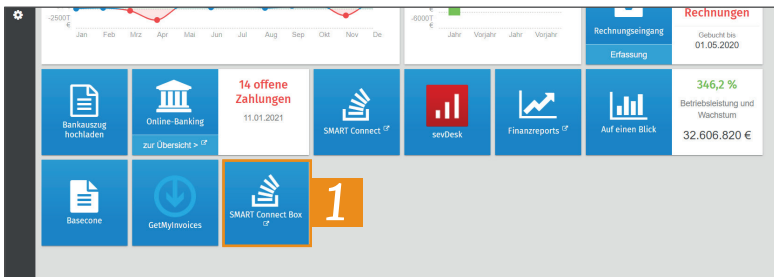 -2500T
€
Jan Feb Mrz Apr Mai Jun Jul Aug Sep Okt Nov De
-6000T
€
Jahr Vorjahr Jahr Vorjahr
Rechnungseingang
Erfassung
Rechnungen
Gebucht bis
01.05.2020
Bankauszug
hochladen
Online-Banking
zur Übersicht >
14 offene
Zahlungen
11.01.2021
SMART Connect
sevDesk
Finanzreports
Auf einen Blick
346,2 %
Betriebsleistung und
Wachstum
32.606.820 €
Basecone
GetMyInvoices
SMART Connect Box
1